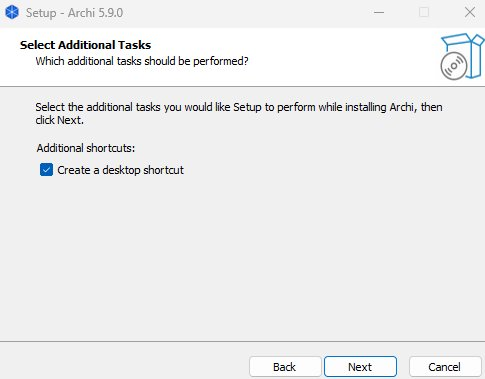 Setup - Archi 5.9.0
Select Additional Tasks
Which additional tasks should be performed?
Select the additional tasks you would like Setup to perform while installing Archi, then
click Next.
Additional shortcuts:
Create a desktop shortcut
Back
Next
Cancel